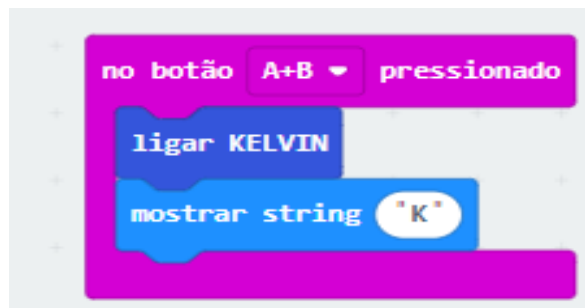 no botão A+B pressionado
ligar KELVIN
mostrar string "K"